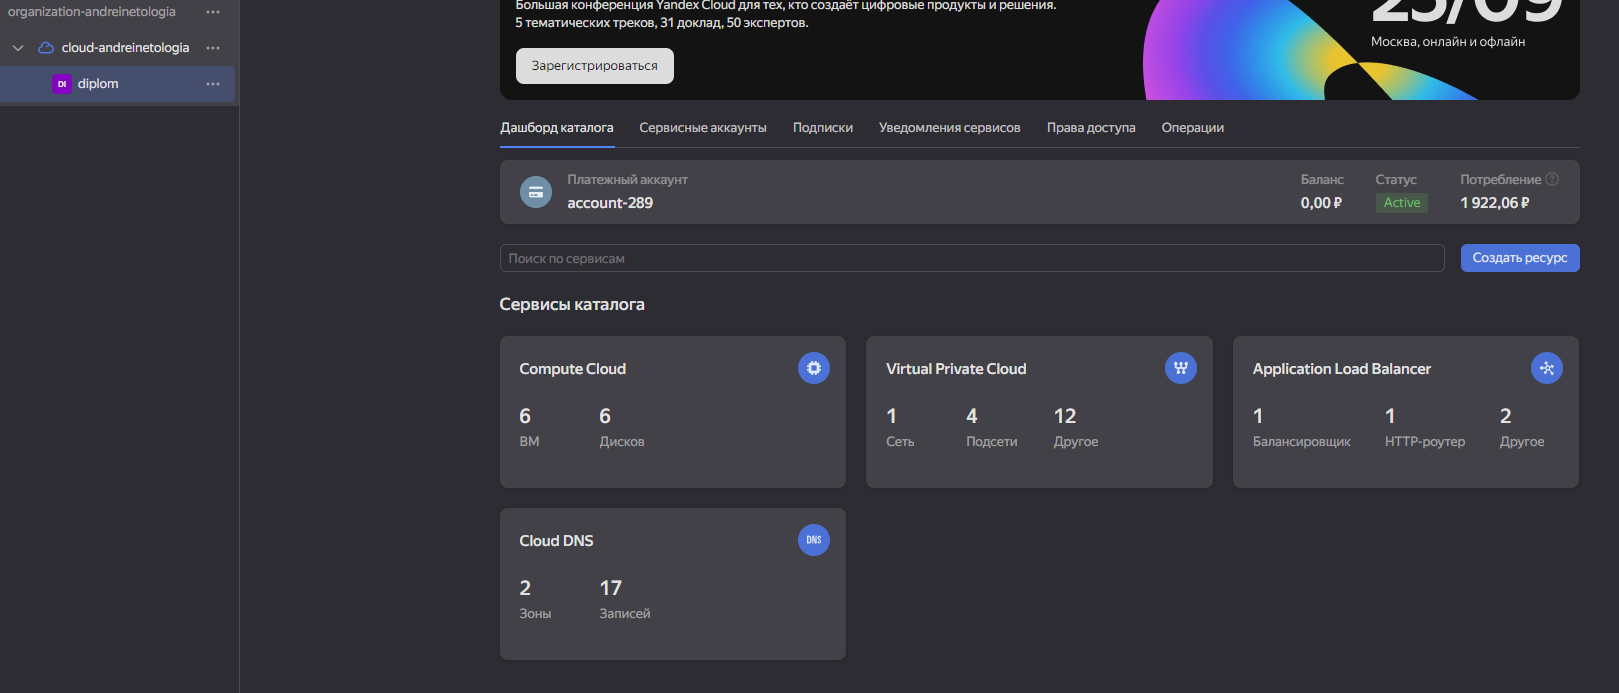 organization-andreinetologia
cloud-andreinetologia
DI diplom
Большая конференция Yandex Cloud для тех, кто создаёт цифровые продукты и решения.
5 тематических треков, 31 доклад, 50 экспертов.
Зарегистрироваться
25/09
Москва, онлайн и офлайн
Дашборд каталога Сервисные аккаунты Подписки Уведомления сервисов Права доступа Операции
Платежный аккаунт Баланс Статус Потребление ?
account-289 0,00 ₽ Active 1 922,06 ₽
Поиск по сервисам Создать ресурс
Сервисы каталога
Compute Cloud
6 6
ВМ Дисков
Virtual Private Cloud
1 4 12
Сеть Подсети Другое
Application Load Balancer
1 1 2
Балансировщик HTTP-роутер Другое
Cloud DNS DNS
2 17
Зоны Записей